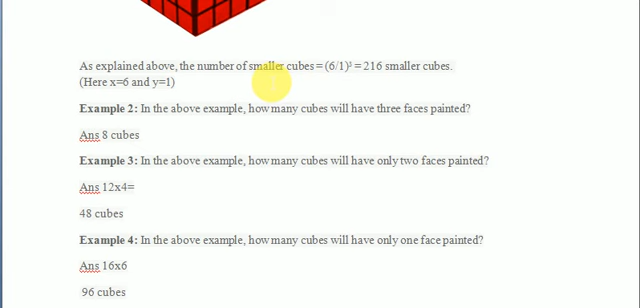 As explained above, the number of smaller cubes = (6/1)³ = 216 smaller cubes.
(Here x=6 and y=1)
Example 2: In the above example, how many cubes will have three faces painted?
Ans 8 cubes
Example 3: In the above example, how many cubes will have only two faces painted?
Ans 12x4=
48 cubes
Example 4: In the above example, how many cubes will have only one face painted?
Ans 16x6
96 cubes